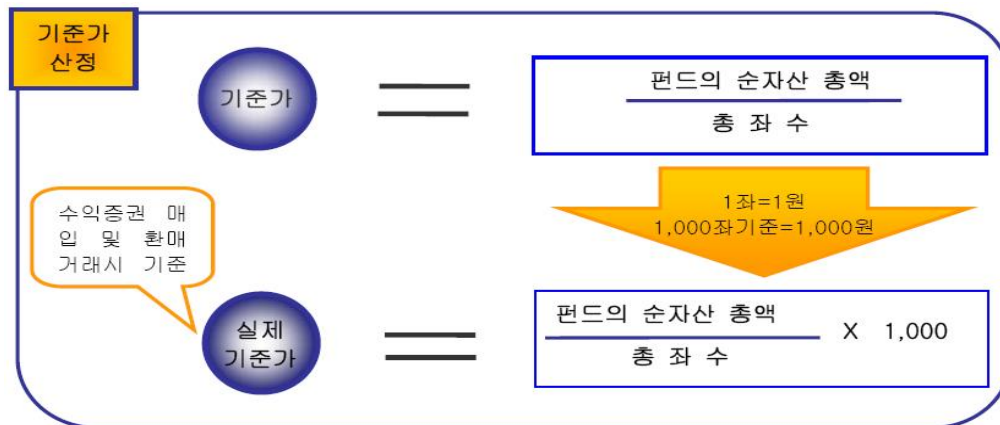 기준가
산정
기준가
펀드의 순자산 총액
총 좌 수
1좌=1원
1,000좌기준=1,000원
수익증권 매
입 및 환매
거래시 기준
실제
기준가
펀드의 순자산 총액
X 1,000
총 좌 수